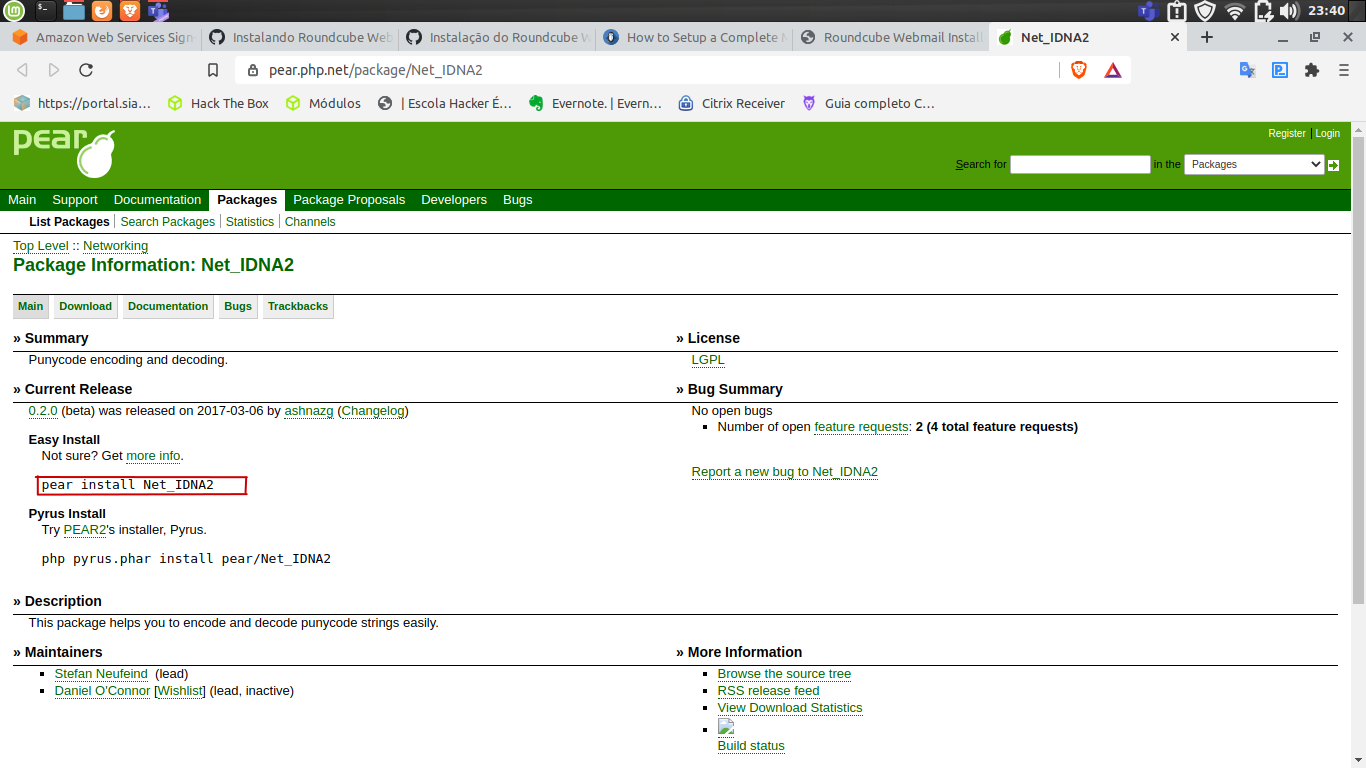 23:40
Amazon Web Services Sign
Instalando Roundcube Web
Instalação do Roundcube W
How to Setup a Complete M
Roundcube Webmail Install
Net_IDNA2
pear.php.net/package/Net_IDNA2
https://portal.sia…
Hack The Box
Módulos
| Escola Hacker É…
Evernote. | Evern…
Citrix Receiver
Guia completo C…
pear
Register | Login
Search for in the Packages
Main Support Documentation Packages Package Proposals Developers Bugs
List Packages | Search Packages | Statistics | Channels
Top Level :: Networking
Package Information: Net_IDNA2
Main Download Documentation Bugs Trackbacks
» Summary
Punycode encoding and decoding.
» License
LGPL
» Current Release
0.2.0 (beta) was released on 2017-03-06 by ashnazg (Changelog)
Easy Install
Not sure? Get more info.
pear install Net_IDNA2
Pyrus Install
Try PEAR2's installer, Pyrus.
php pyrus.phar install pear/Net_IDNA2
» Bug Summary
No open bugs
Number of open feature requests: 2 (4 total feature requests)
Report a new bug to Net_IDNA2
» Description
This package helps you to encode and decode punycode strings easily.
» Maintainers
Stefan Neufeind (lead)
Daniel O'Connor [Wishlist] (lead, inactive)
» More Information
Browse the source tree
RSS release feed
View Download Statistics
Build status